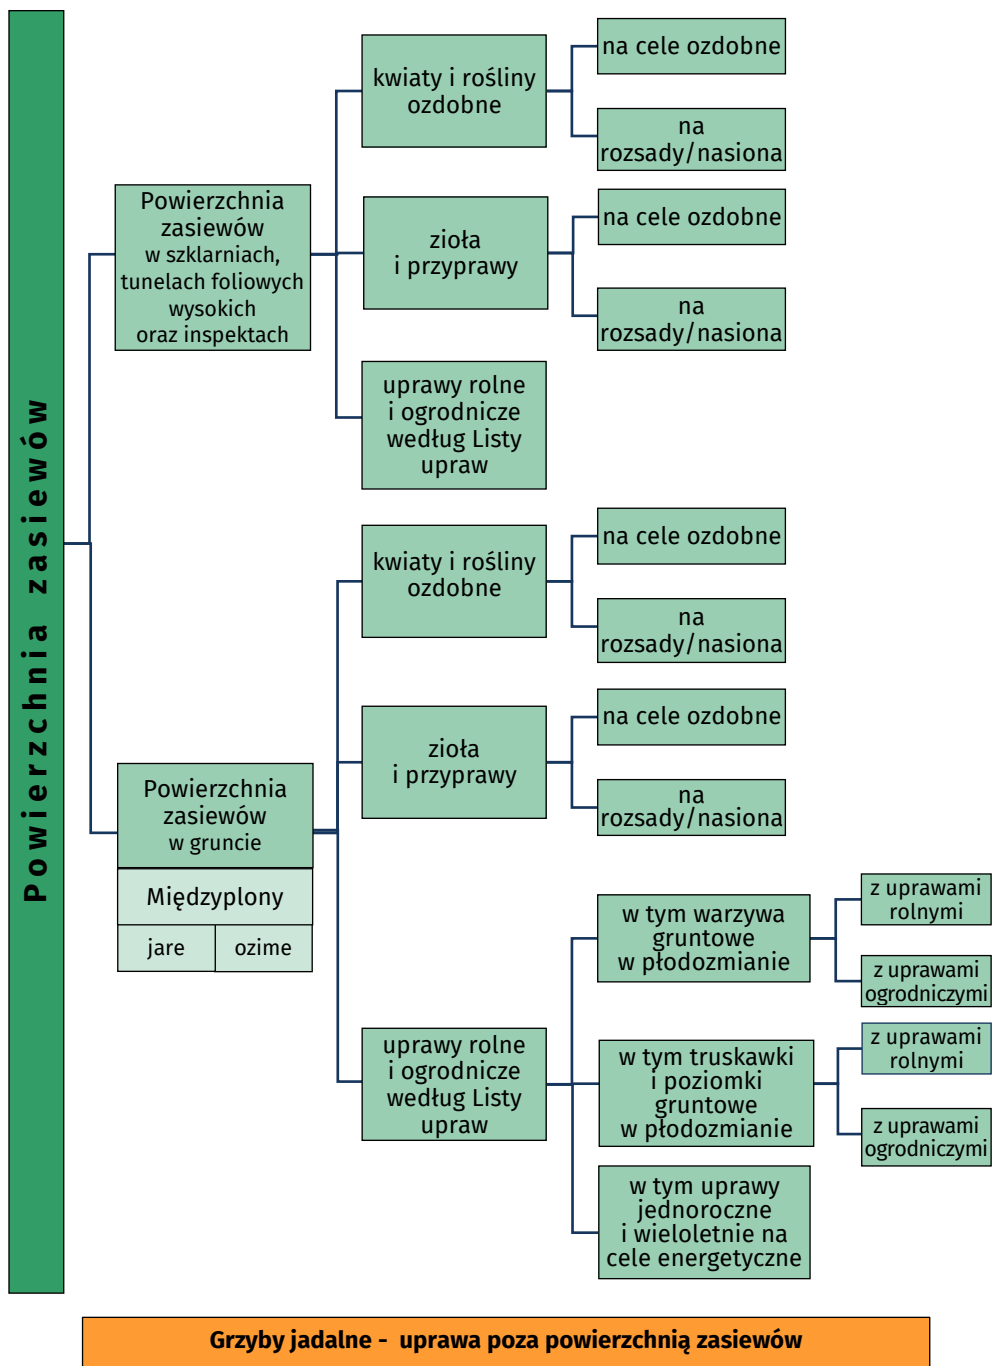 Powierzchnia zasiewów
Powierzchnia
zasiewów
w szklarniach,
tunelach foliowych
wysokich
oraz inspektach
kwiaty i rośliny
ozdobne
na cele ozdobne
na
rozsady/nasiona
zioła
i przyprawy
na cele ozdobne
na
rozsady/nasiona
uprawy rolne
i ogrodnicze
według Listy
upraw
Powierzchnia
zasiewów
w gruncie
Międzyplony
jare
ozime
kwiaty i rośliny
ozdobne
na cele ozdobne
na
rozsady/nasiona
zioła
i przyprawy
na cele ozdobne
na
rozsady/nasiona
uprawy rolne
i ogrodnicze
według Listy
upraw
w tym warzywa
gruntowe
w płodozmianie
z uprawami
rolnymi
z uprawami
ogrodniczymi
w tym truskawki
i poziomki
gruntowe
w płodozmianie
z uprawami
rolnymi
z uprawami
ogrodniczymi
w tym uprawy
jednoroczne
i wieloletnie na
cele energetyczne
Grzyby jadalne - uprawa poza powierzchnią zasiewów